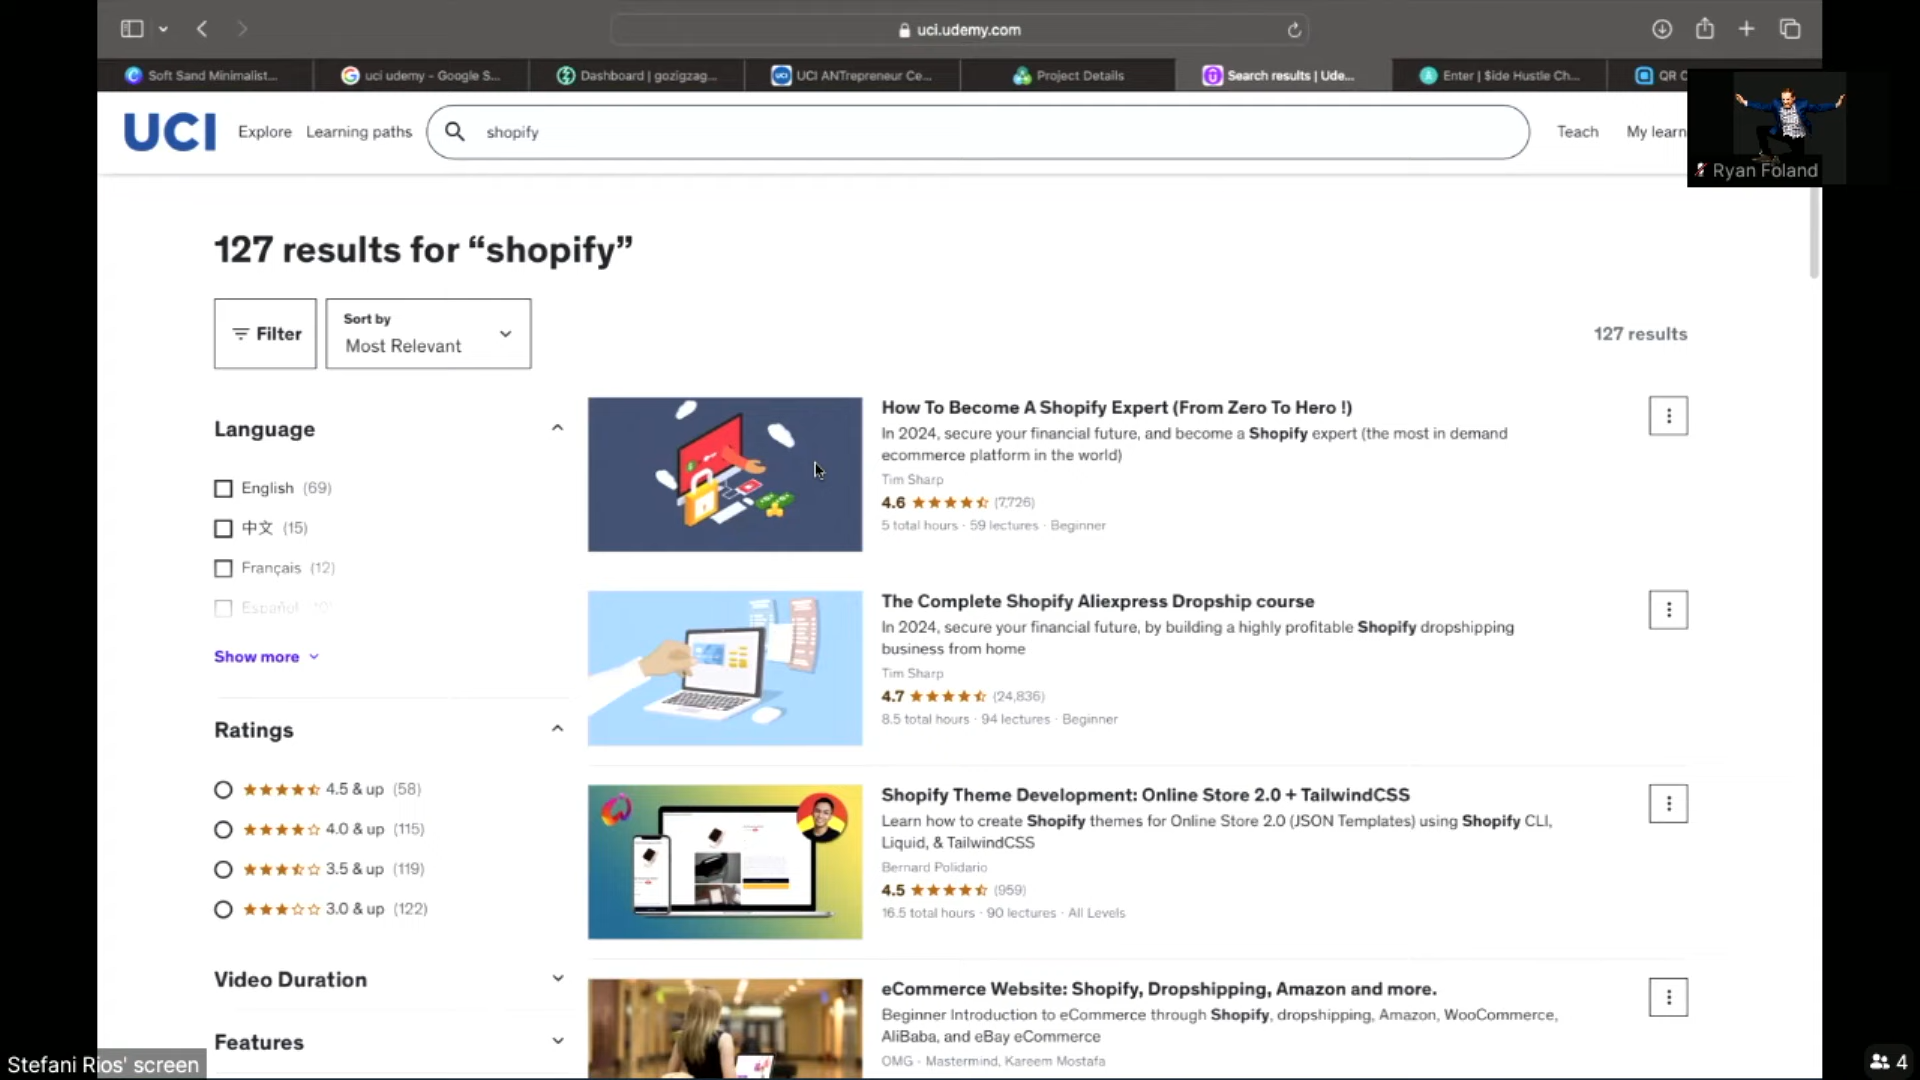 uci.udemy.com
Soft Sand Minimalist...
uci udemy - Google S...
Dashboard | gozigzag...
UCI ANTrepreneur Ce...
Project Details
Search results | Ude...
Enter | $ide Hustle Ch...
QR C
UCI
Explore
Learning paths
shopify
Teach
My learn
Ryan Foland
127 results for “shopify”
Filter
Sort by
Most Relevant
127 results
Language
English (69)
中文 (15)
Français (12)
Español (10)
Show more
Ratings
4.5 & up (58)
4.0 & up (115)
3.5 & up (119)
3.0 & up (122)
Video Duration
Features
How To Become A Shopify Expert (From Zero To Hero !)
In 2024, secure your financial future, and become a Shopify expert (the most in demand
ecommerce platform in the world)
Tim Sharp
4.6 (7,726)
5 total hours · 59 lectures · Beginner
The Complete Shopify Aliexpress Dropship course
In 2024, secure your financial future, by building a highly profitable Shopify dropshipping
business from home
Tim Sharp
4.7 (24,836)
8.5 total hours · 94 lectures · Beginner
Shopify Theme Development: Online Store 2.0 + TailwindCSS
Learn how to create Shopify themes for Online Store 2.0 (JSON Templates) using Shopify CLI,
Liquid, & TailwindCSS
Bernard Polidario
4.5 (959)
16.5 total hours · 90 lectures · All Levels
eCommerce Website: Shopify, Dropshipping, Amazon and more.
Beginner Introduction to eCommerce through Shopify, dropshipping, Amazon, WooCommerce,
AliBaba, and eBay eCommerce
OMG - Mastermind, Kareem Mostafa
Stefani Rios' screen
4